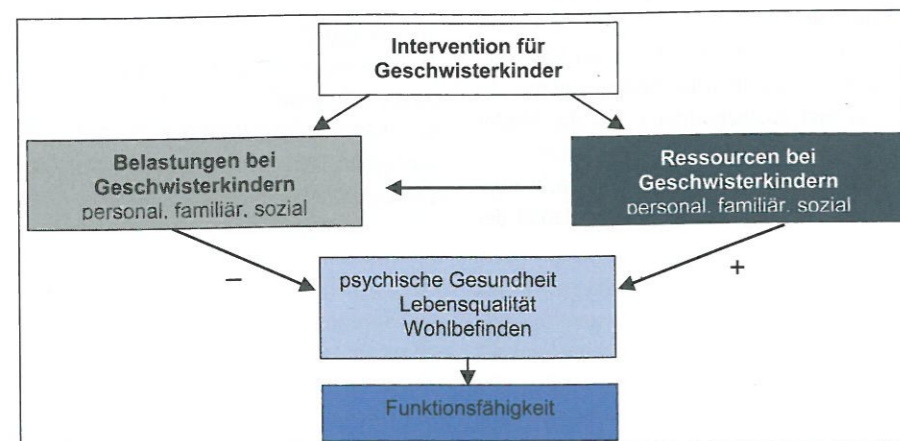 Intervention für
Geschwisterkinder
Belastungen bei
Geschwisterkindern
personal, familiär, sozial
Ressourcen bei
Geschwisterkindern
personal, familiär, sozial
–
+
psychische Gesundheit
Lebensqualität
Wohlbefinden
Funktionsfähigkeit